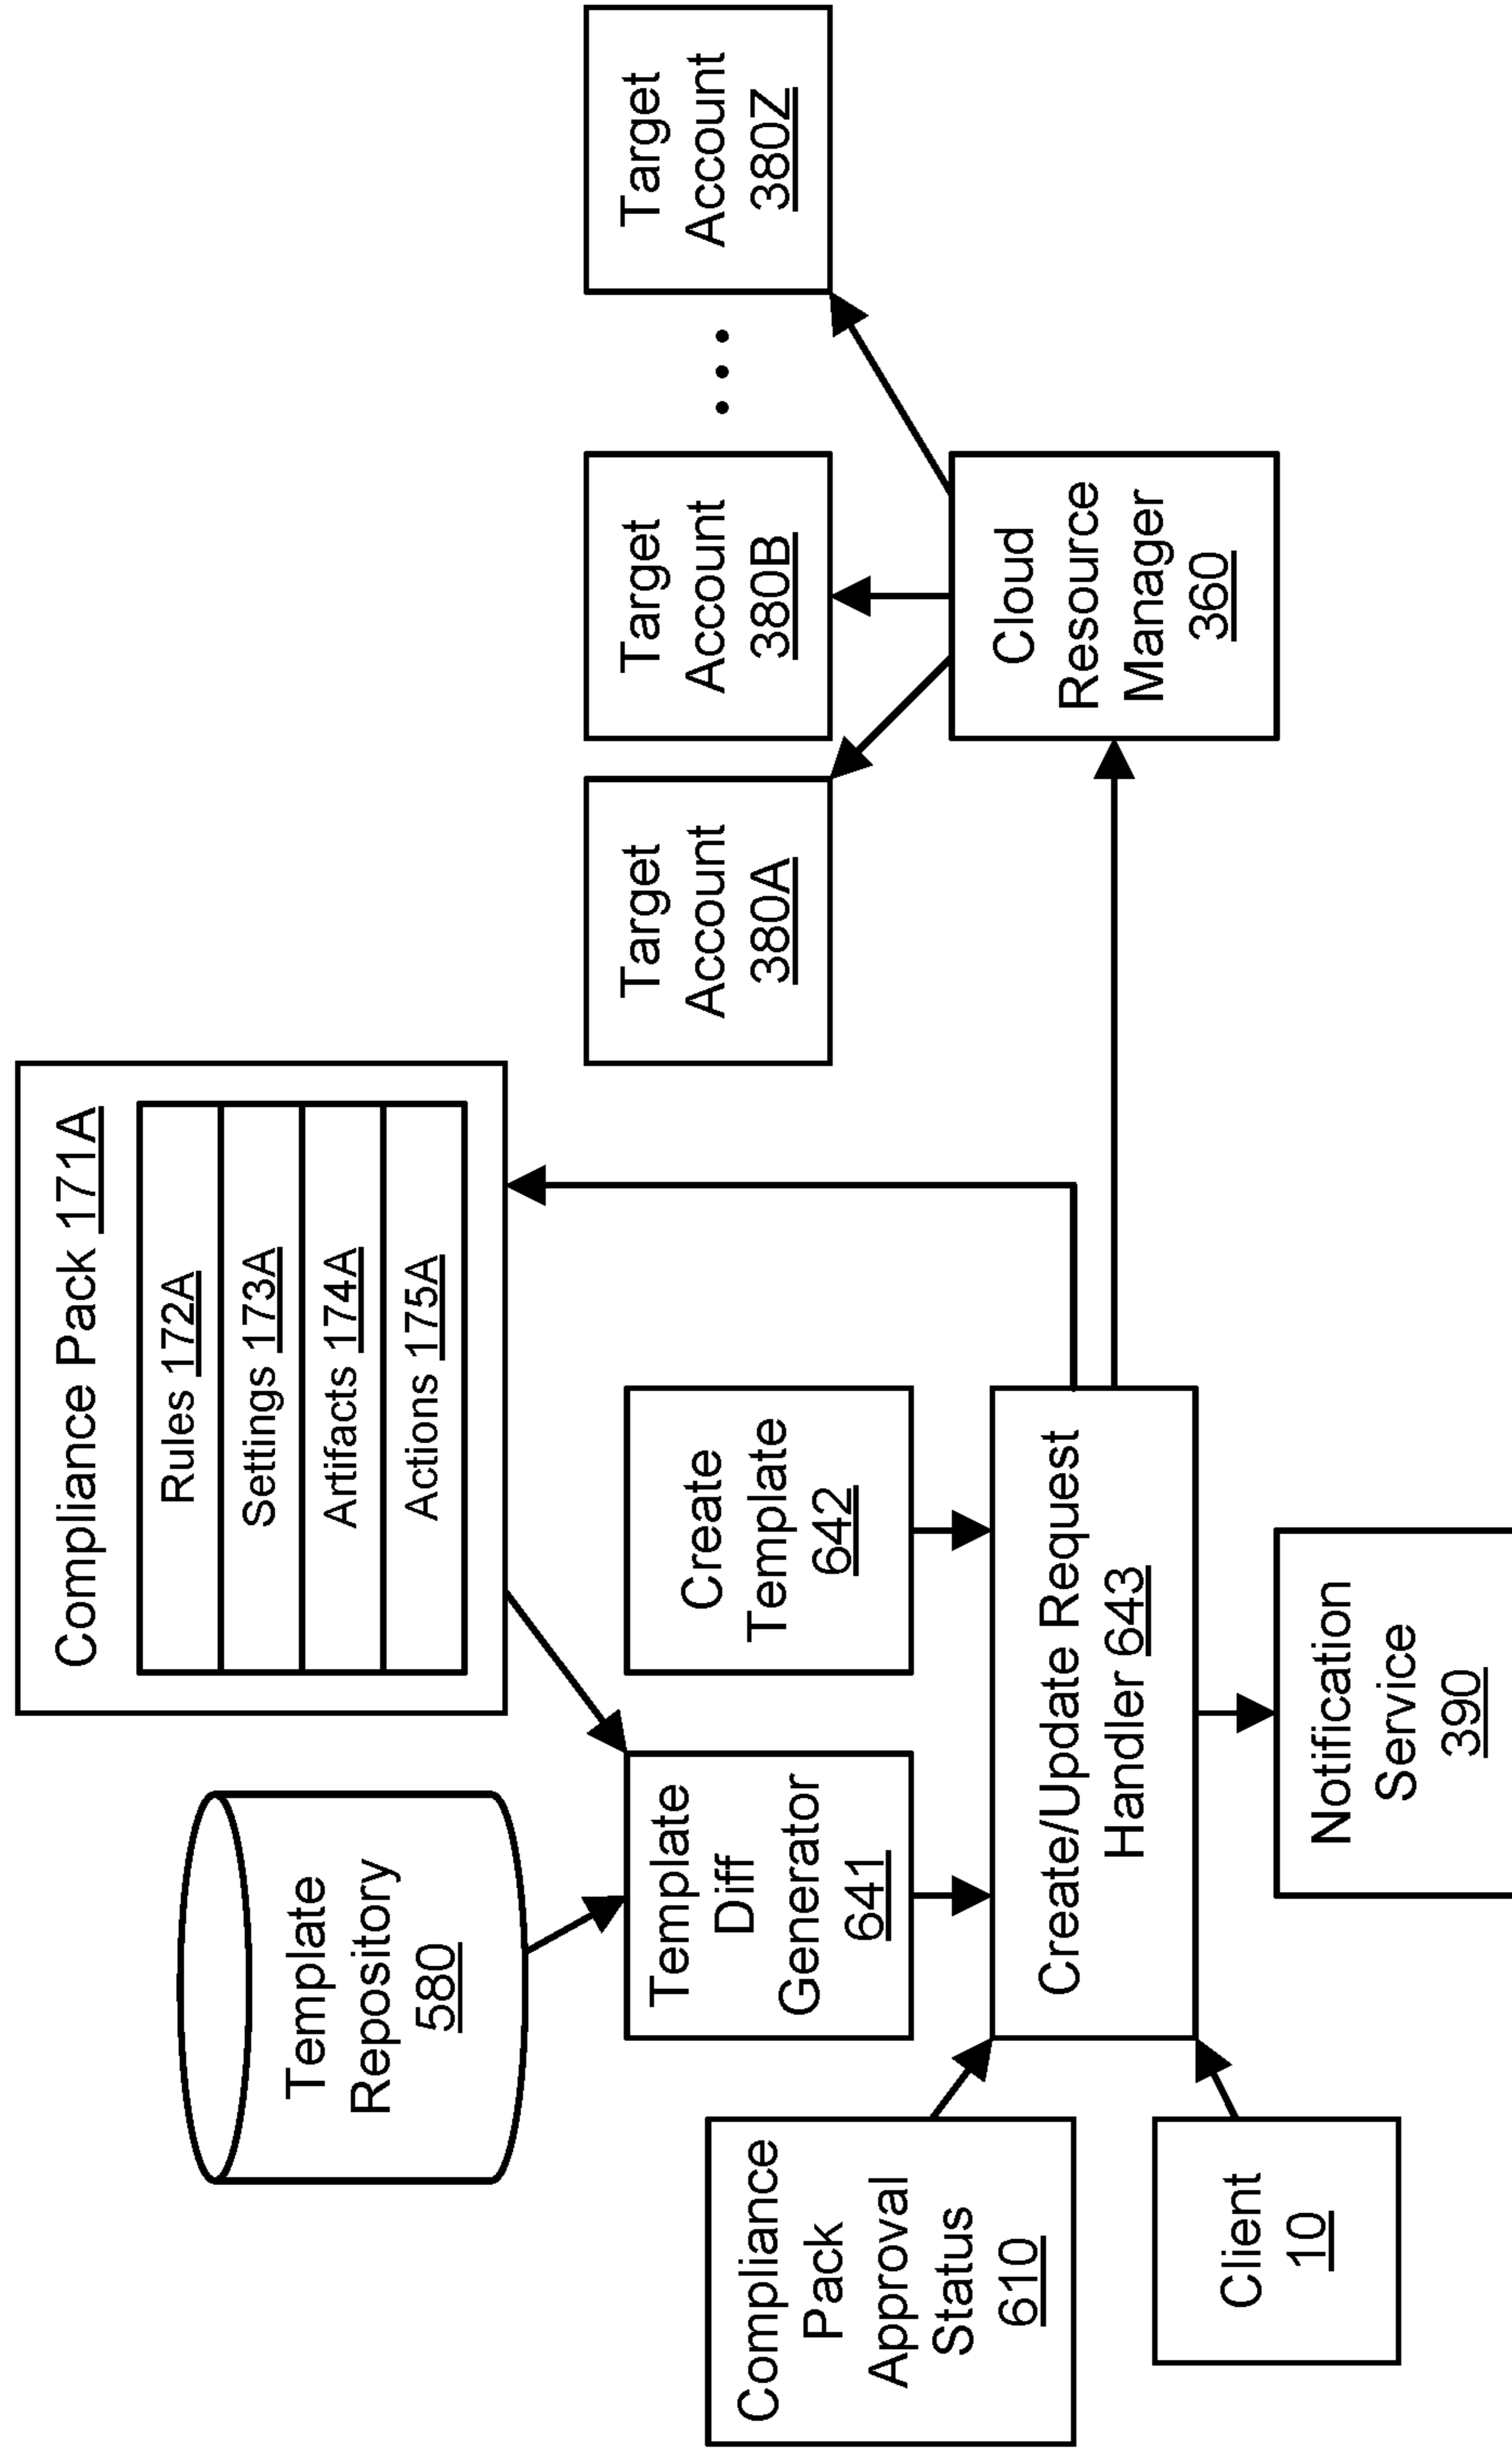 Compliance Pack 171A
Rules 172A
Settings 173A
Artifacts 174A
Actions 175A
Template
Repository
580
Template
Diff
Generator
641
Create
Template
642
Target
Account
380A
Target
Account
380B
...
Target
Account
380Z
Compliance
Pack
Approval
Status
610
Create/Update Request
Handler 643
Cloud
Resource
Manager
360
Client
10
Notification
Service
390